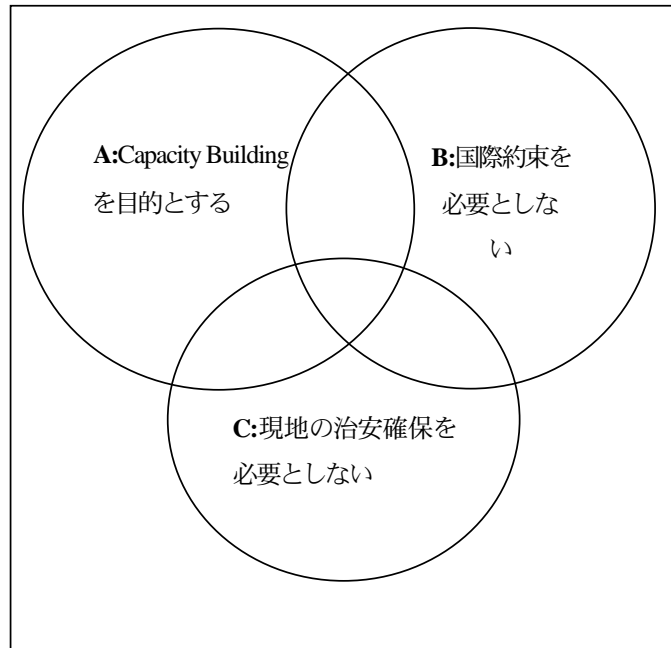 A:Capacity Building
を目的とする
B:国際約束を
必要としな
い
C:現地の治安確保を
必要としない